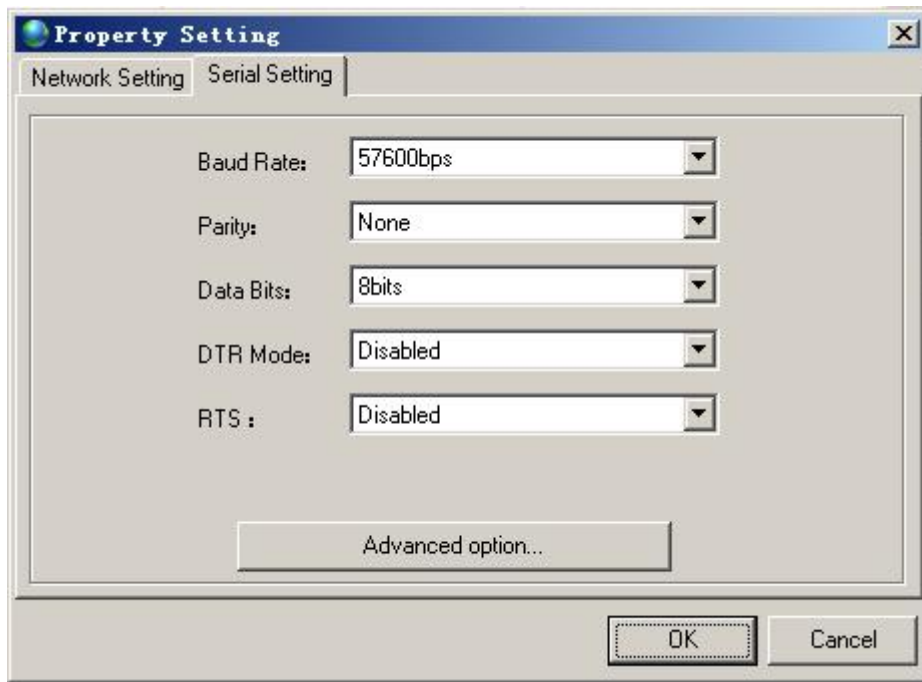 Property Setting
Network Setting Serial Setting
Baud Rate: 57600bps
Parity: None
Data Bits: 8bits
DTR Mode: Disabled
RTS : Disabled
Advanced option...
OK Cancel